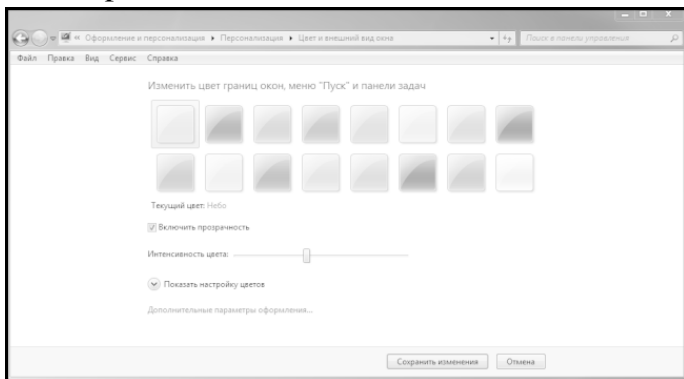 « Оформление и персонализация ▸ Персонализация ▸ Цвет и внешний вид окна Поиск в панели управления
Файл Правка Вид Сервис Справка
Изменить цвет границ окон, меню "Пуск" и панели задач
Текущий цвет: Небо
Включить прозрачность
Интенсивность цвета:
Показать настройку цветов
Дополнительные параметры оформления...
Сохранить изменения Отмена